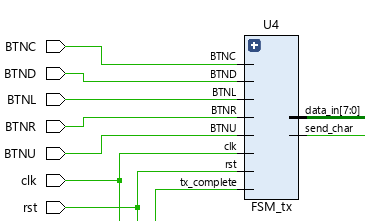 U4
BTNC
BTND
BTNL
BTNR
BTNU
clk
rst
BTNC
BTND
BTNL
BTNR
BTNU
clk
rst
tx_complete
data_in[7:0]
send_char
FSM_tx